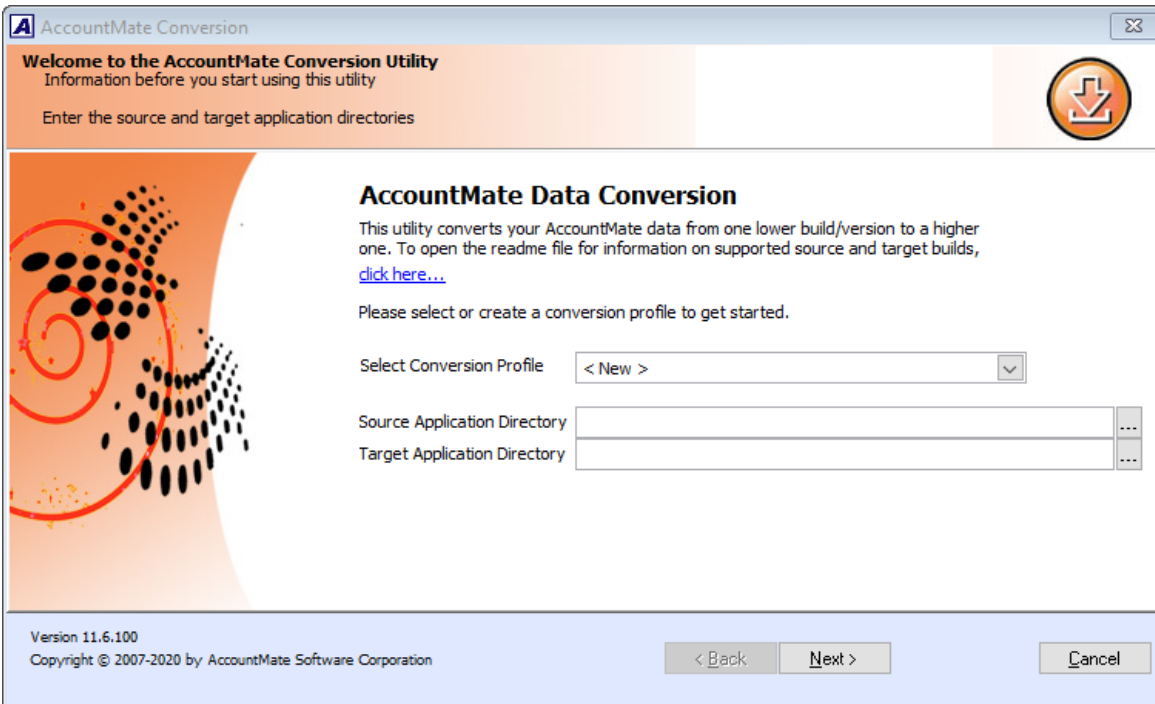 A AccountMate Conversion
Welcome to the AccountMate Conversion Utility
Information before you start using this utility
Enter the source and target application directories
AccountMate Data Conversion
This utility converts your AccountMate data from one lower build/version to a higher
one. To open the readme file for information on supported source and target builds,
click here...
Please select or create a conversion profile to get started.
Select Conversion Profile < New >
Source Application Directory ...
Target Application Directory ...
Version 11.6.100
Copyright © 2007-2020 by AccountMate Software Corporation
< Back Next > Cancel